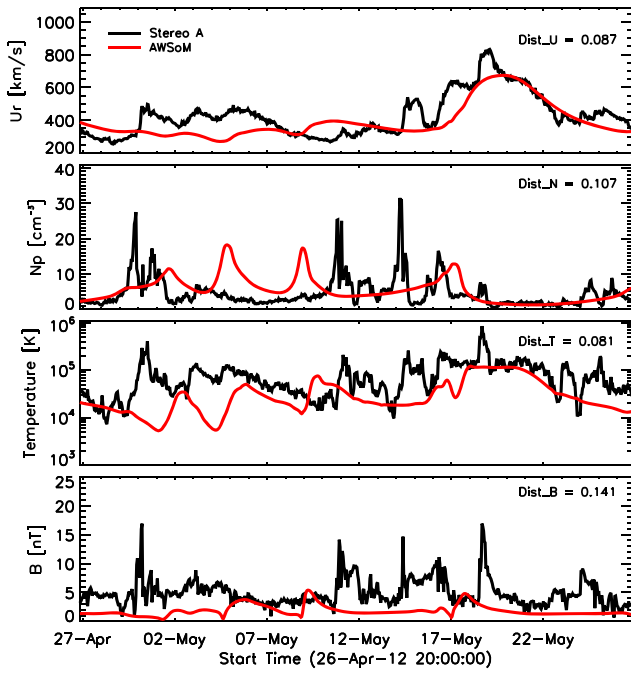 Stereo A
AWSoM
Dist_U = 0.087
Ur [km/s]
1000
800
600
400
200
Dist_N = 0.107
Np [cm⁻³]
40
30
20
10
0
Dist_T = 0.081
Temperature [K]
10⁶
10⁵
10⁴
10³
Dist_B = 0.141
B [nT]
25
20
15
10
5
0
27-Apr 02-May 07-May 12-May 17-May 22-May
Start Time (26-Apr-12 20:00:00)